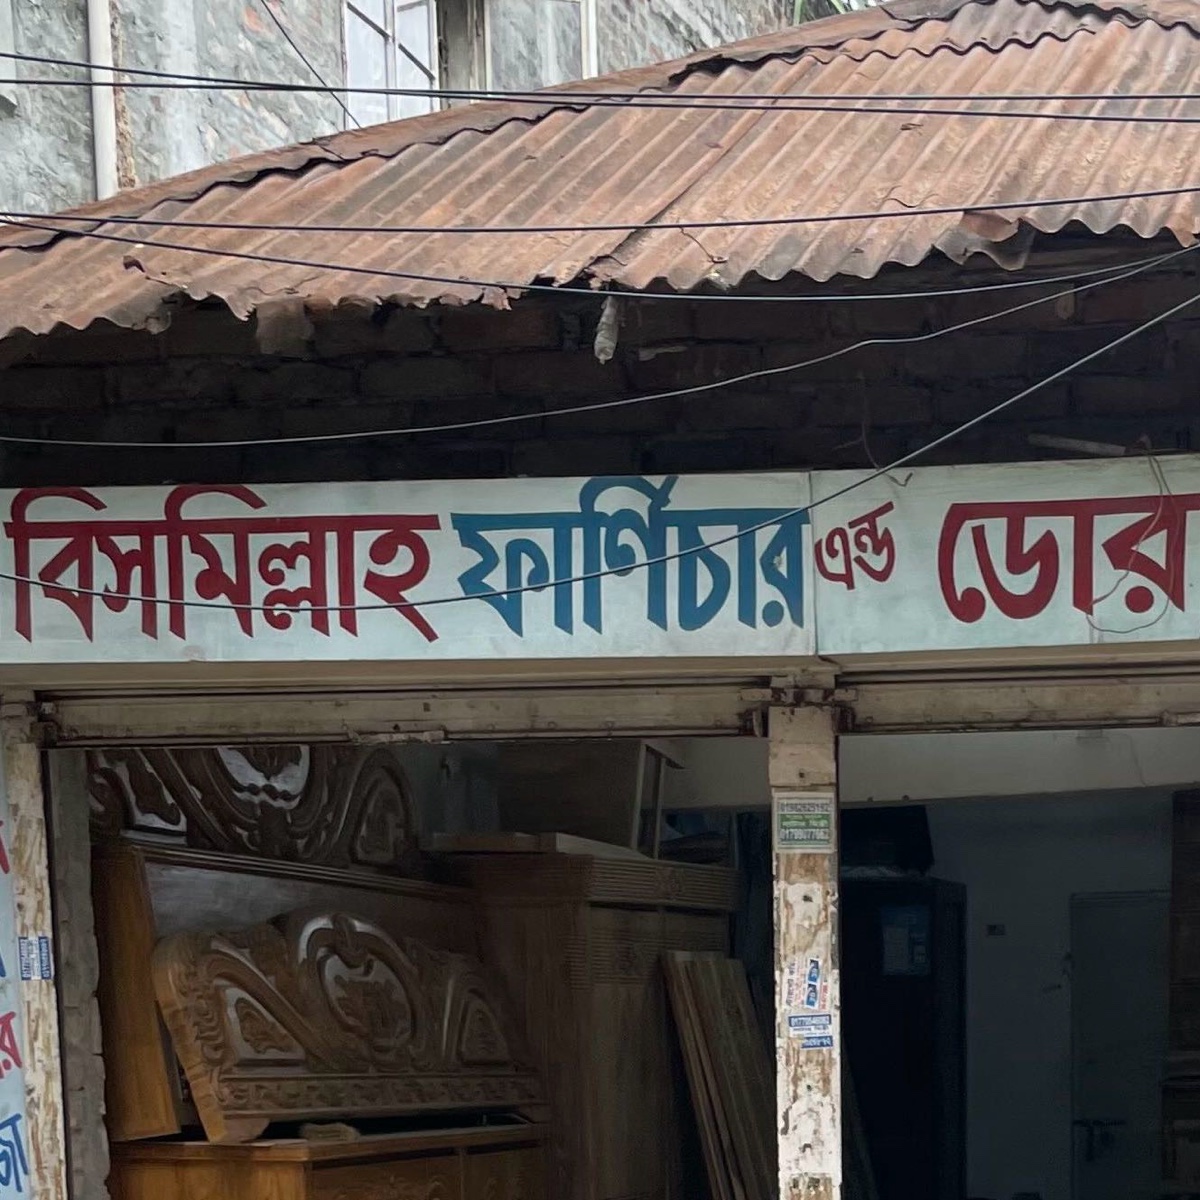 বিসমিল্লাহ ফার্ণিচার এন্ড ডোর